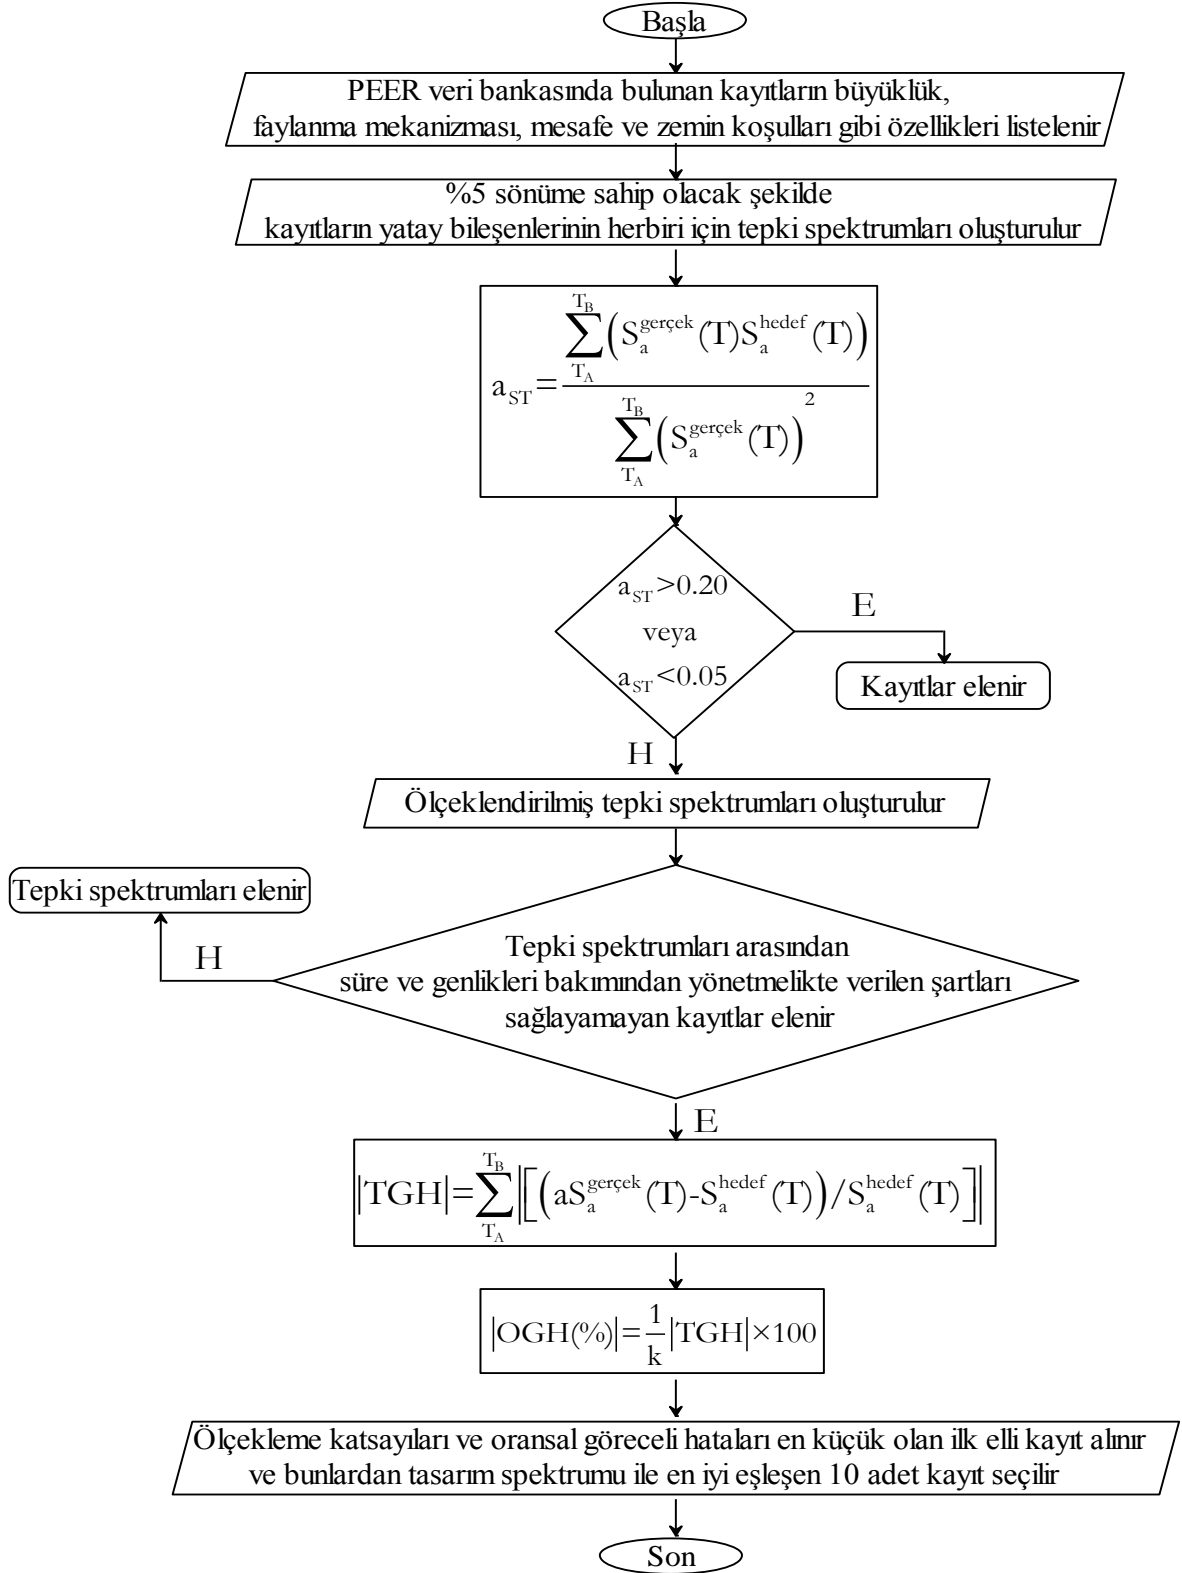 Başla
PEER veri bankasında bulunan kayıtların büyüklük,
faylanma mekanizması, mesafe ve zemin koşulları gibi özellikleri listelenir
%5 sönüme sahip olacak şekilde
kayıtların yatay bileşenlerinin herbiri için tepki spektrumları oluşturulur
a_ST = ∑_{T_A}^{T_B} (S_a^{gerçek}(T)S_a^{hedef}(T)) / ∑_{T_A}^{T_B} (S_a^{gerçek}(T))^2
a_ST>0.20
veya
a_ST<0.05
E
Kayıtlar elenir
H
Ölçeklendirilmiş tepki spektrumları oluşturulur
Tepki spektrumları elenir
H
Tepki spektrumları arasından
süre ve genlikleri bakımından yönetmelikte verilen şartları
sağlayamayan kayıtlar elenir
E
|TGH|=∑_{T_A}^{T_B} |[(aS_a^{gerçek}(T)-S_a^{hedef}(T))/S_a^{hedef}(T)]|
|OGH(%)|=1/k |TGH|×100
Ölçekleme katsayıları ve oransal göreceli hataları en küçük olan ilk elli kayıt alınır
ve bunlardan tasarım spektrumu ile en iyi eşleşen 10 adet kayıt seçilir
Son